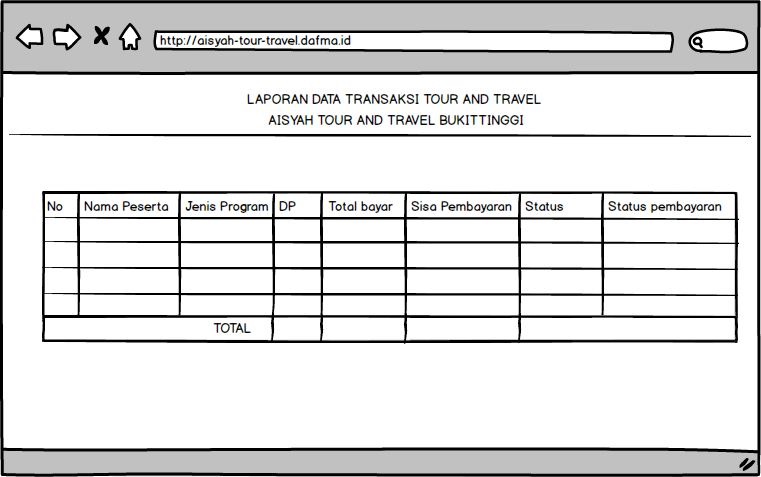 http://aisyah-tour-travel.dafma.id
LAPORAN DATA TRANSAKSI TOUR AND TRAVEL
AISYAH TOUR AND TRAVEL BUKITTINGGI
No Nama Peserta Jenis Program DP Total bayar Sisa Pembayaran Status Status pembayaran
TOTAL